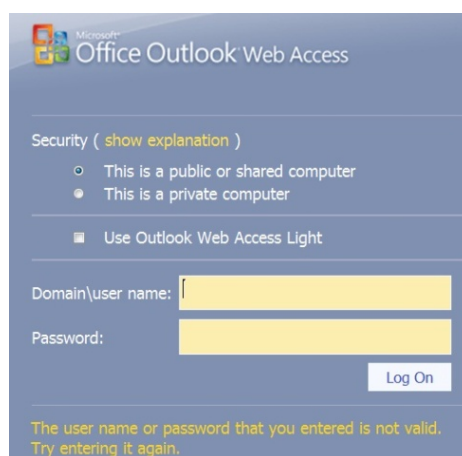 Microsoft
Office Outlook Web Access
Security ( show explanation )
This is a public or shared computer
This is a private computer
Use Outlook Web Access Light
Domain\user name:
Password:
Log On
The user name or password that you entered is not valid.
Try entering it again.